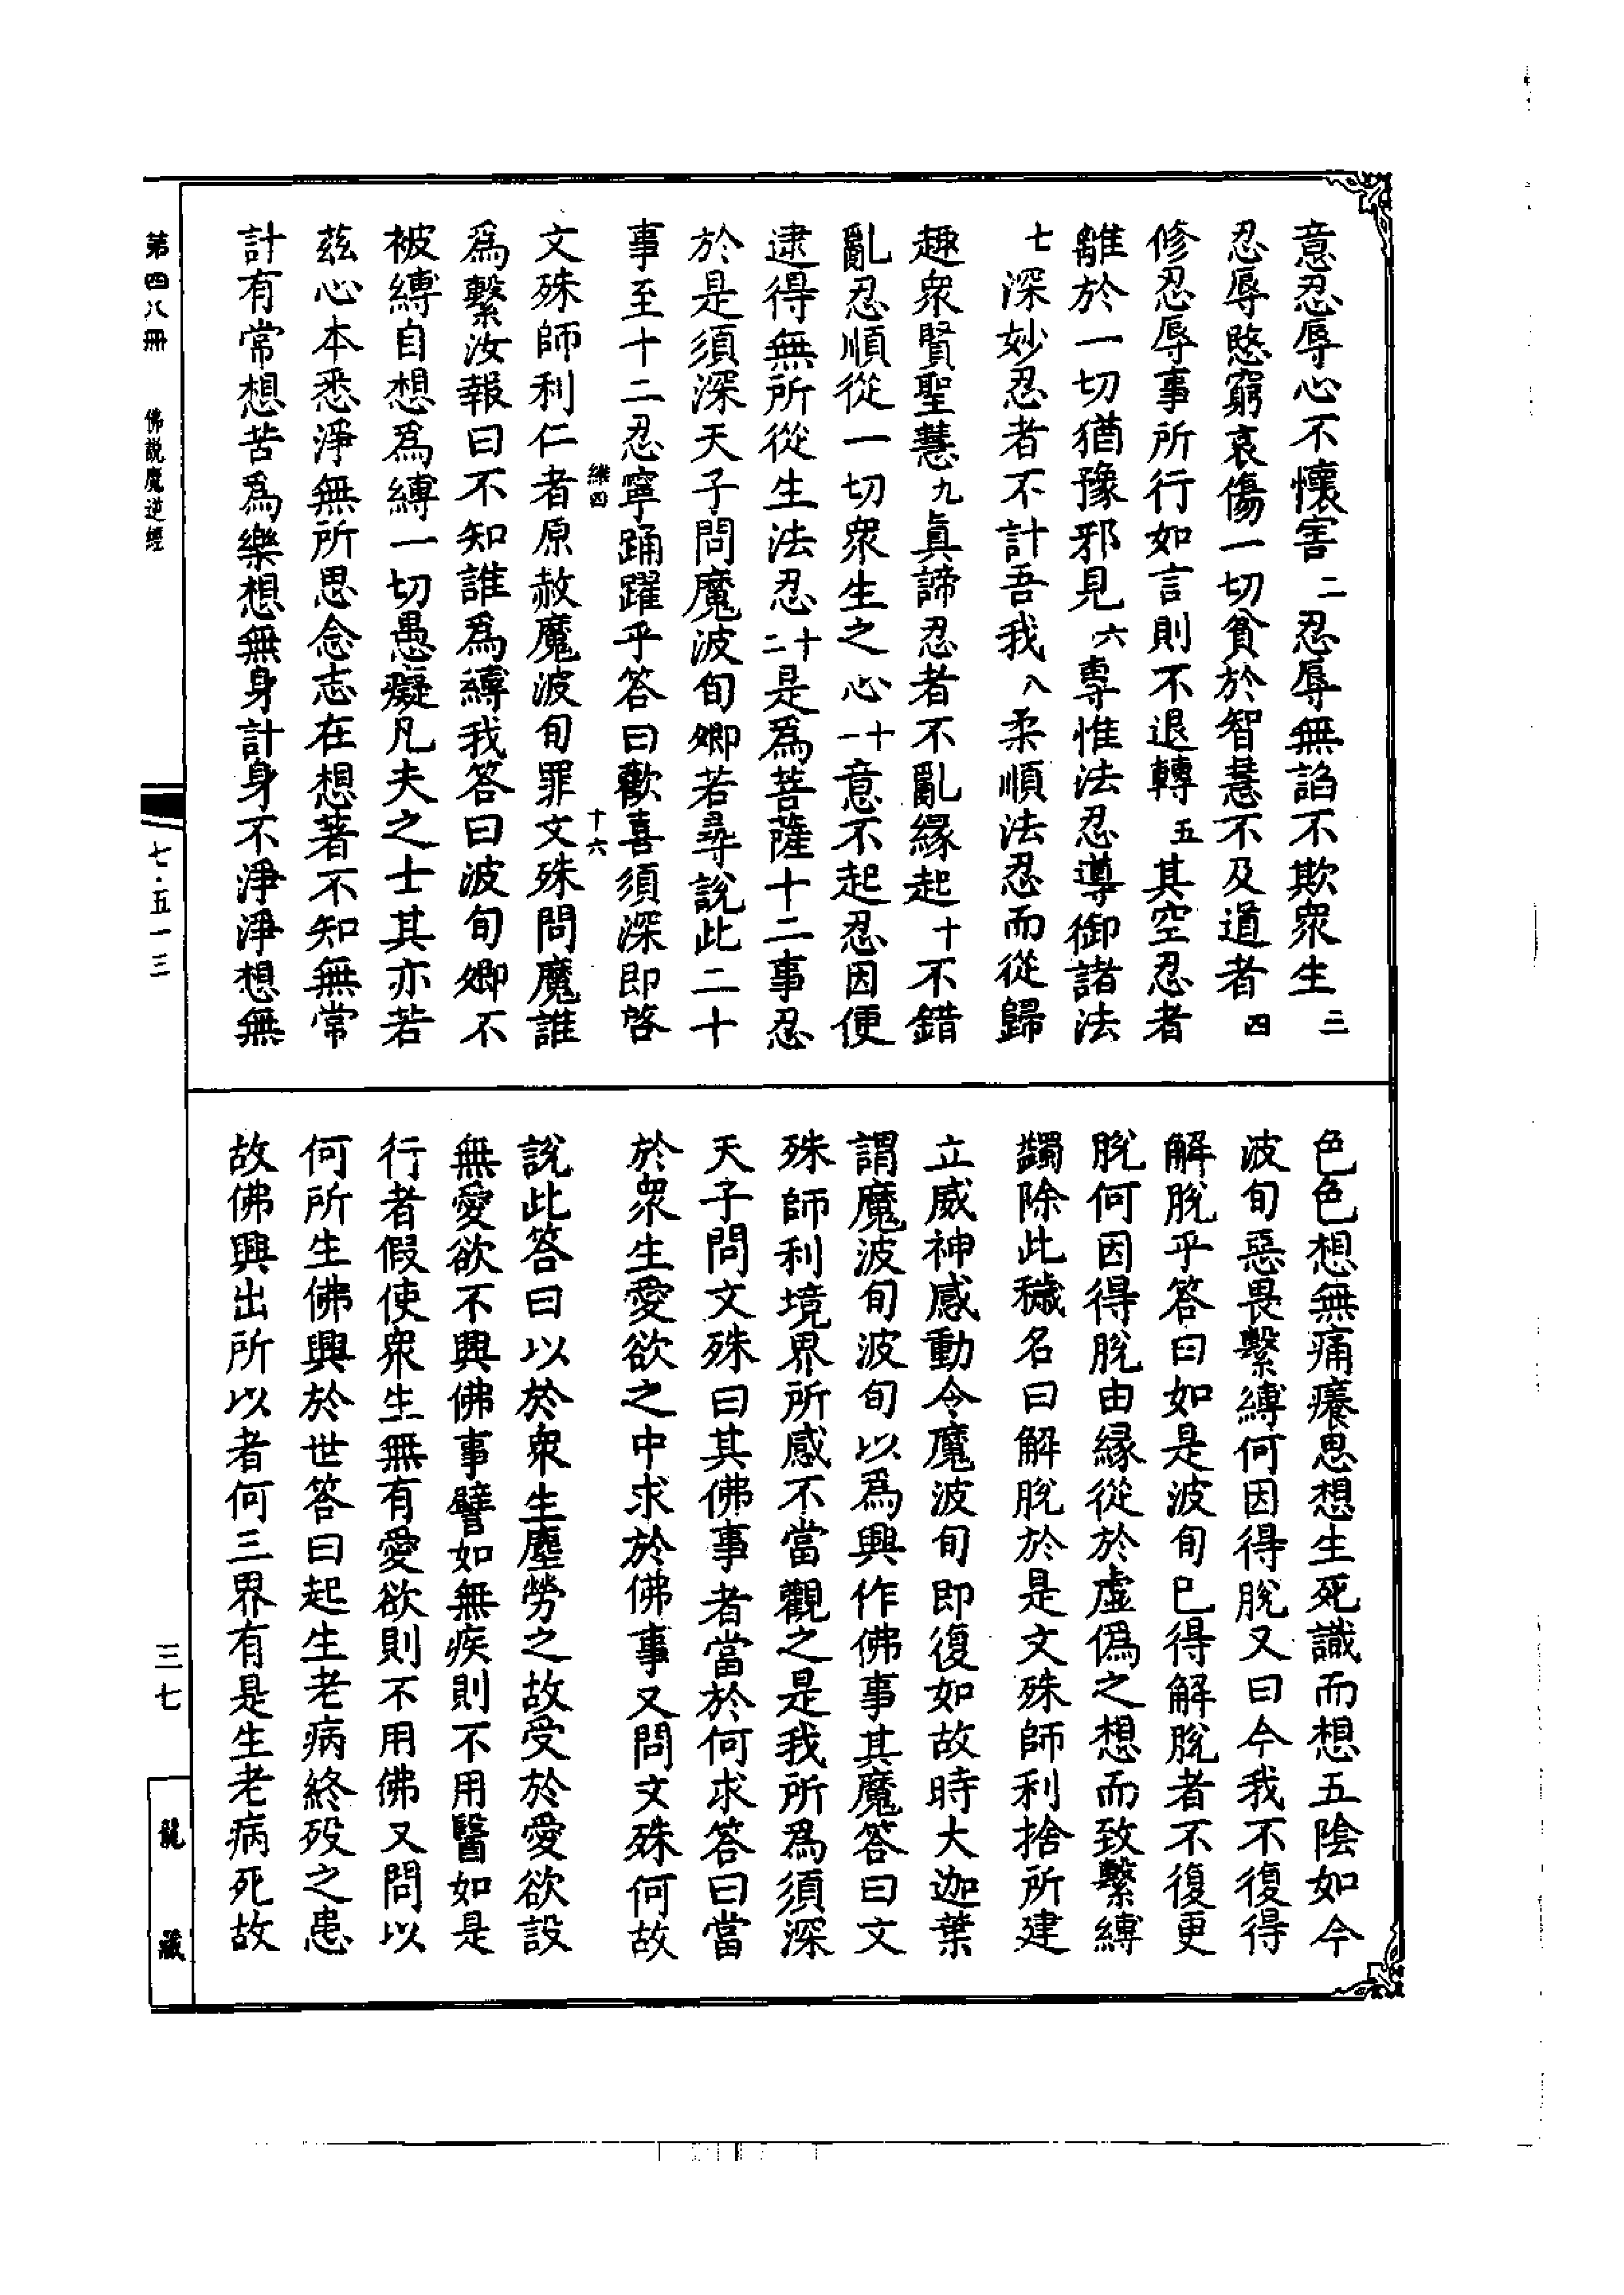 意忍辱心不懷害二忍辱無諂不欺衆生三
忍辱愍窮哀傷一切貧於智慧不及道者四
修忍辱事所行如言則不退轉五其空忍者
離於一切猶豫邪見六專惟法忍導御諸法
七深妙忍者不計吾我八柔順法忍而從歸
趣衆賢聖慧九眞諦忍者不亂緣起十不錯
亂忍順從一切衆生之心十一意不起忍因便
逮得無所從生法忍十二是爲菩薩十二事忍
於是須深天子問魔波旬卿若尋說此二十
事至十二忍寧踊躍乎答曰歡喜須深即啓
十六
文殊師利仁者原赦魔波旬罪文殊問魔誰
爲繫汝報曰不知誰爲縛我答曰波旬卿不
被縛自想爲縛一切愚癡凡夫之士其亦若
茲心本悉淨無所思念志在想著不知無常
計有常想苦爲樂想無身計身不淨淨想無
色色想無痛癢思想生死識而想五陰如今
波旬惡畏繫縛何因得脫又曰今我不復得
解脫乎答曰如是波旬已得解脫者不復更
脫何因得脫由緣從於虛僞之想而致繫縛
蠲除此穢名曰解脫於是文殊師利捨所建
立威神感動令魔波旬即復如故時大迦葉
謂魔波旬波旬以爲興作佛事其魔答曰文
殊師利境界所感不當觀之是我所爲須深
天子問文殊曰其佛事者當於何求答曰當
於衆生愛欲之中求於佛事又問文殊何故
說此答曰以於衆生塵勞之故受於愛欲設
無愛欲不興佛事譬如無疾則不用醫如是
行者假使衆生無有愛欲則不用佛又問以
何所生佛興於世答曰起生老病終歿之患
故佛興出所以者何三界有是生老病死故
第四八冊 佛説魔逆經
七·五一三
三七
龍藏